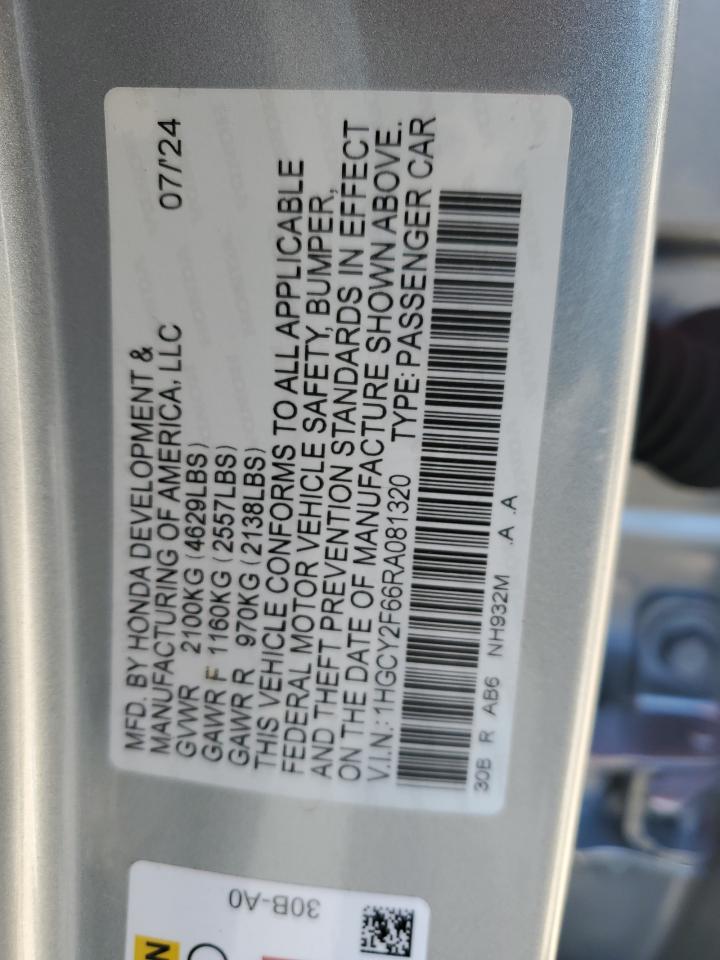 MFD. BY HONDA DEVELOPMENT &
MANUFACTURING OF AMERICA, LLC 07/'24
GVWR 2100KG (4629LBS)
GAWR F 1160KG (2557LBS)
GAWR R 970KG (2138LBS)
THIS VEHICLE CONFORMS TO ALL APPLICABLE
FEDERAL MOTOR VEHICLE SAFETY, BUMPER,
AND THEFT PREVENTION STANDARDS IN EFFECT
ON THE DATE OF MANUFACTURE SHOWN ABOVE.
V.I.N.: 1HGCY2F66RA081320 TYPE: PASSENGER CAR
30B R AB6 NH932M .A .A
30B-A0